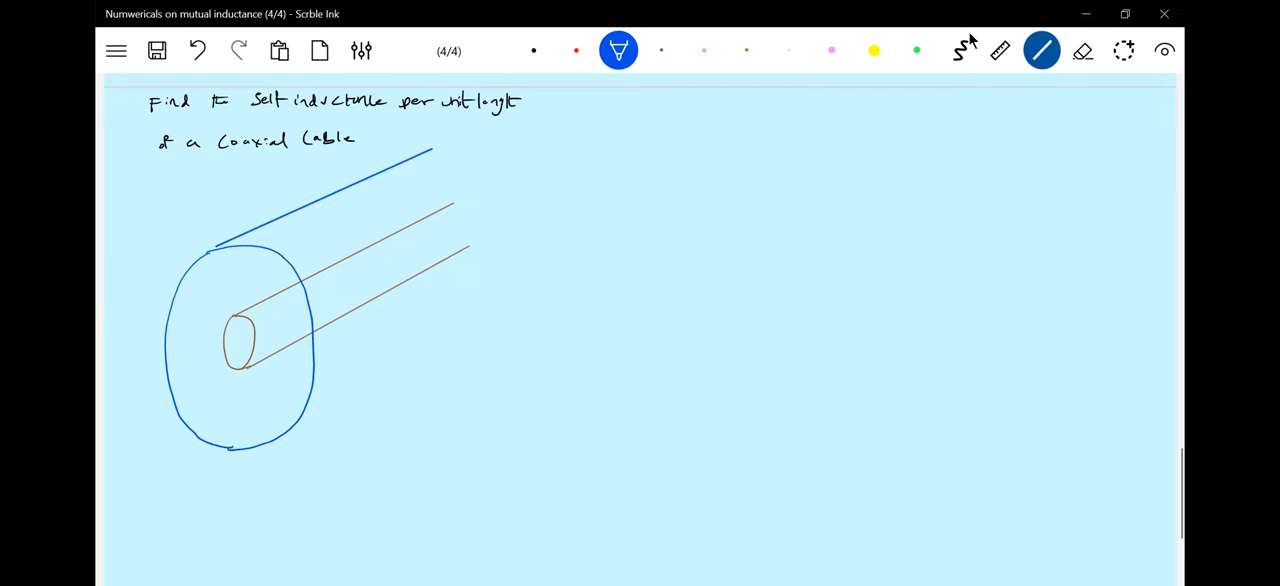 Numwericals on mutual inductance (4/4) - Scrble Ink
(4/4)
Find the Self inductance per unit lenglt
of a Coaxial Cable